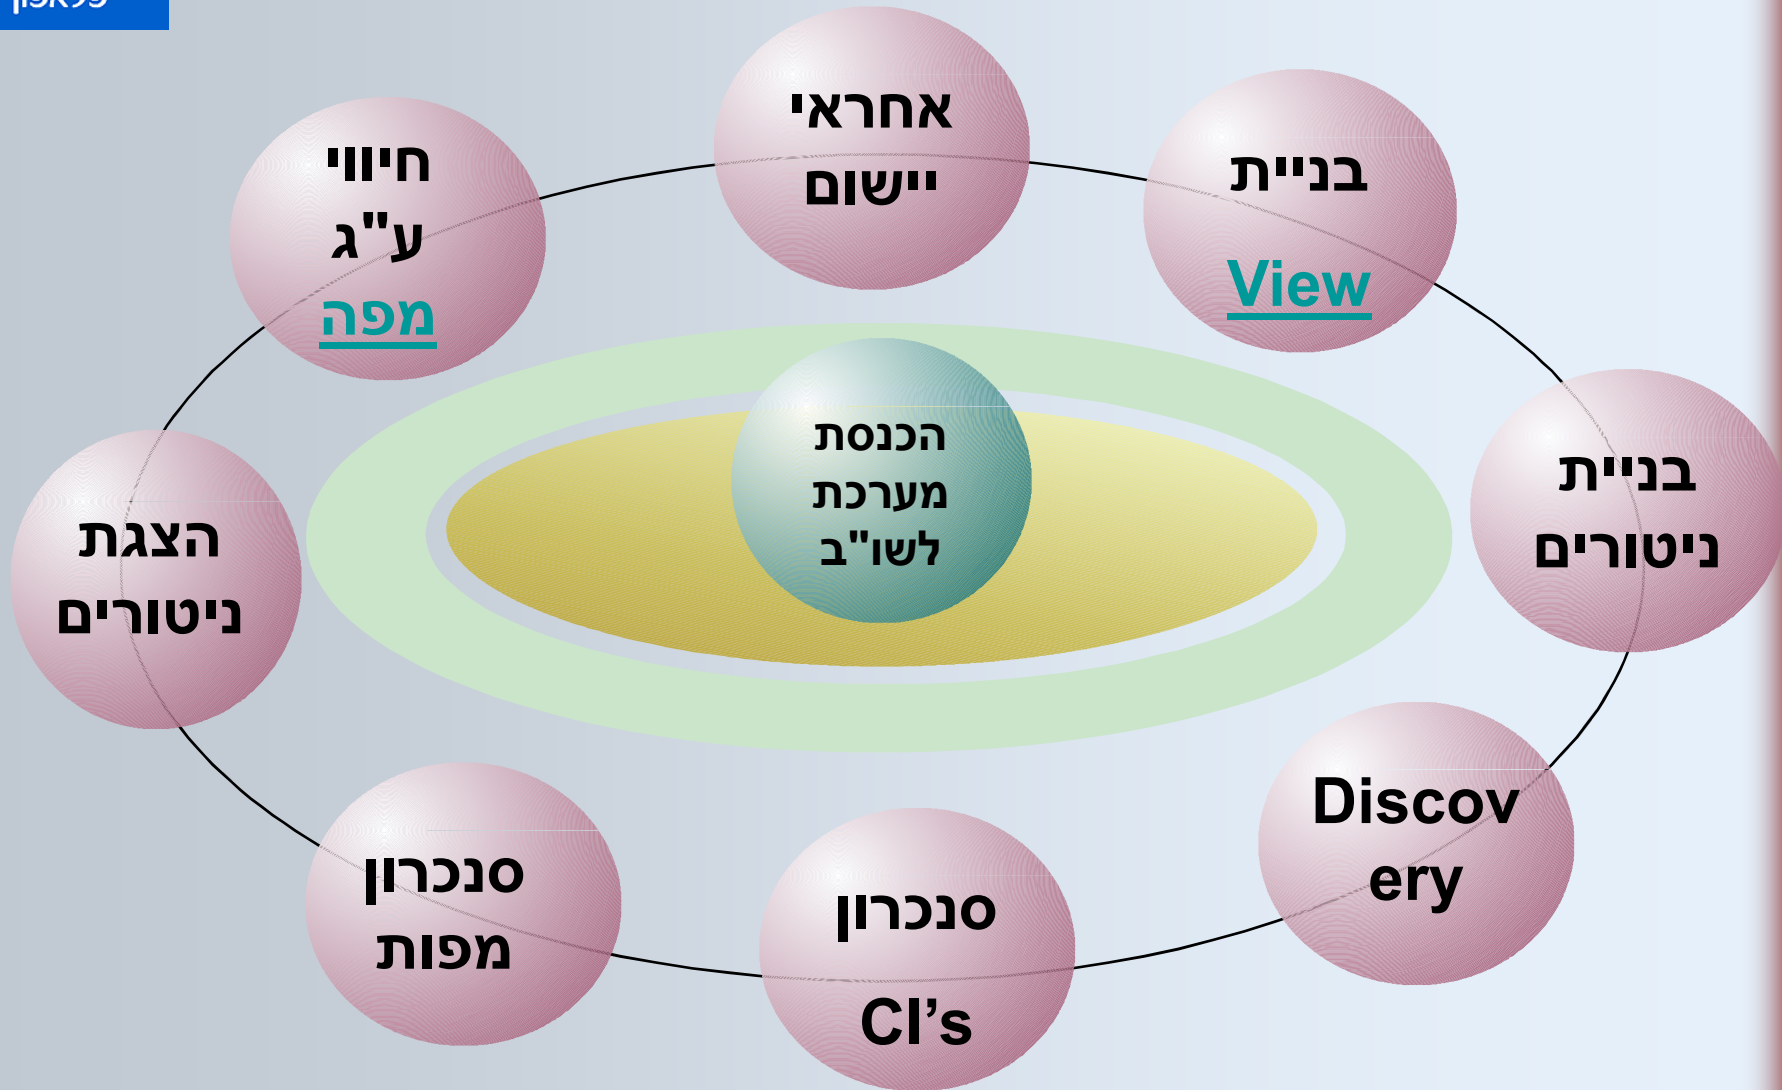 אחראי
יישום
בניית
View
בניית
ניטורים
Discov
ery
סנכרון
CI’s
סנכרון
מפות
הצגת
ניטורים
חיווי
ע"ג
מפה
הכנסת
מערכת
לשו"ב